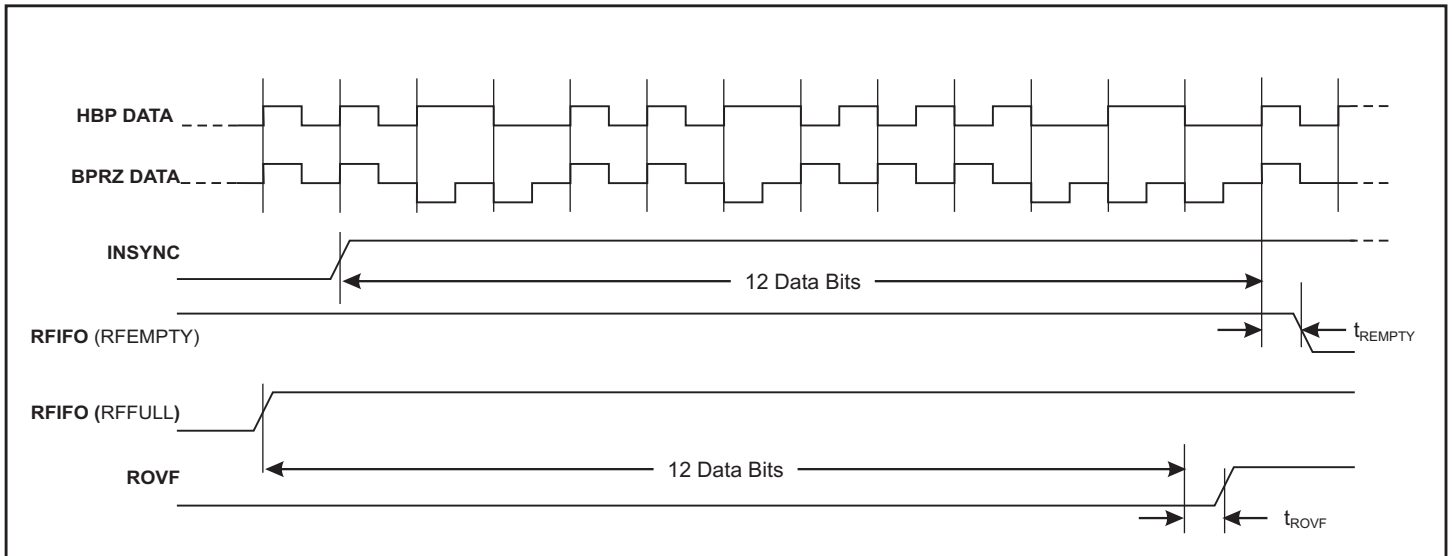 HBP DATA
BPRZ DATA
INSYNC
12 Data Bits
RFIFO (RFEMPTY)
tREMPTY
RFIFO (RFFULL)
12 Data Bits
ROVF
tROVF